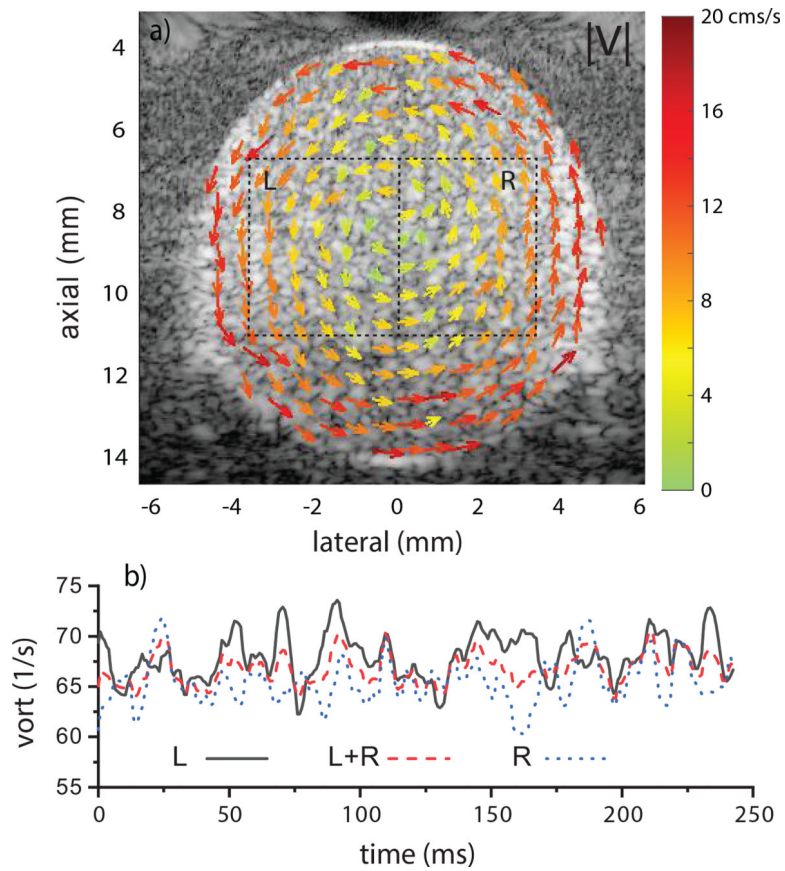 a)
|V|
20 cms/s
16
12
8
4
0
L
R
4
6
8
10
12
14
axial (mm)
-6
-4
-2
0
2
4
6
lateral (mm)
b)
75
70
65
60
55
vort (1/s)
L
L+R
R
0
50
100
150
200
250
time (ms)